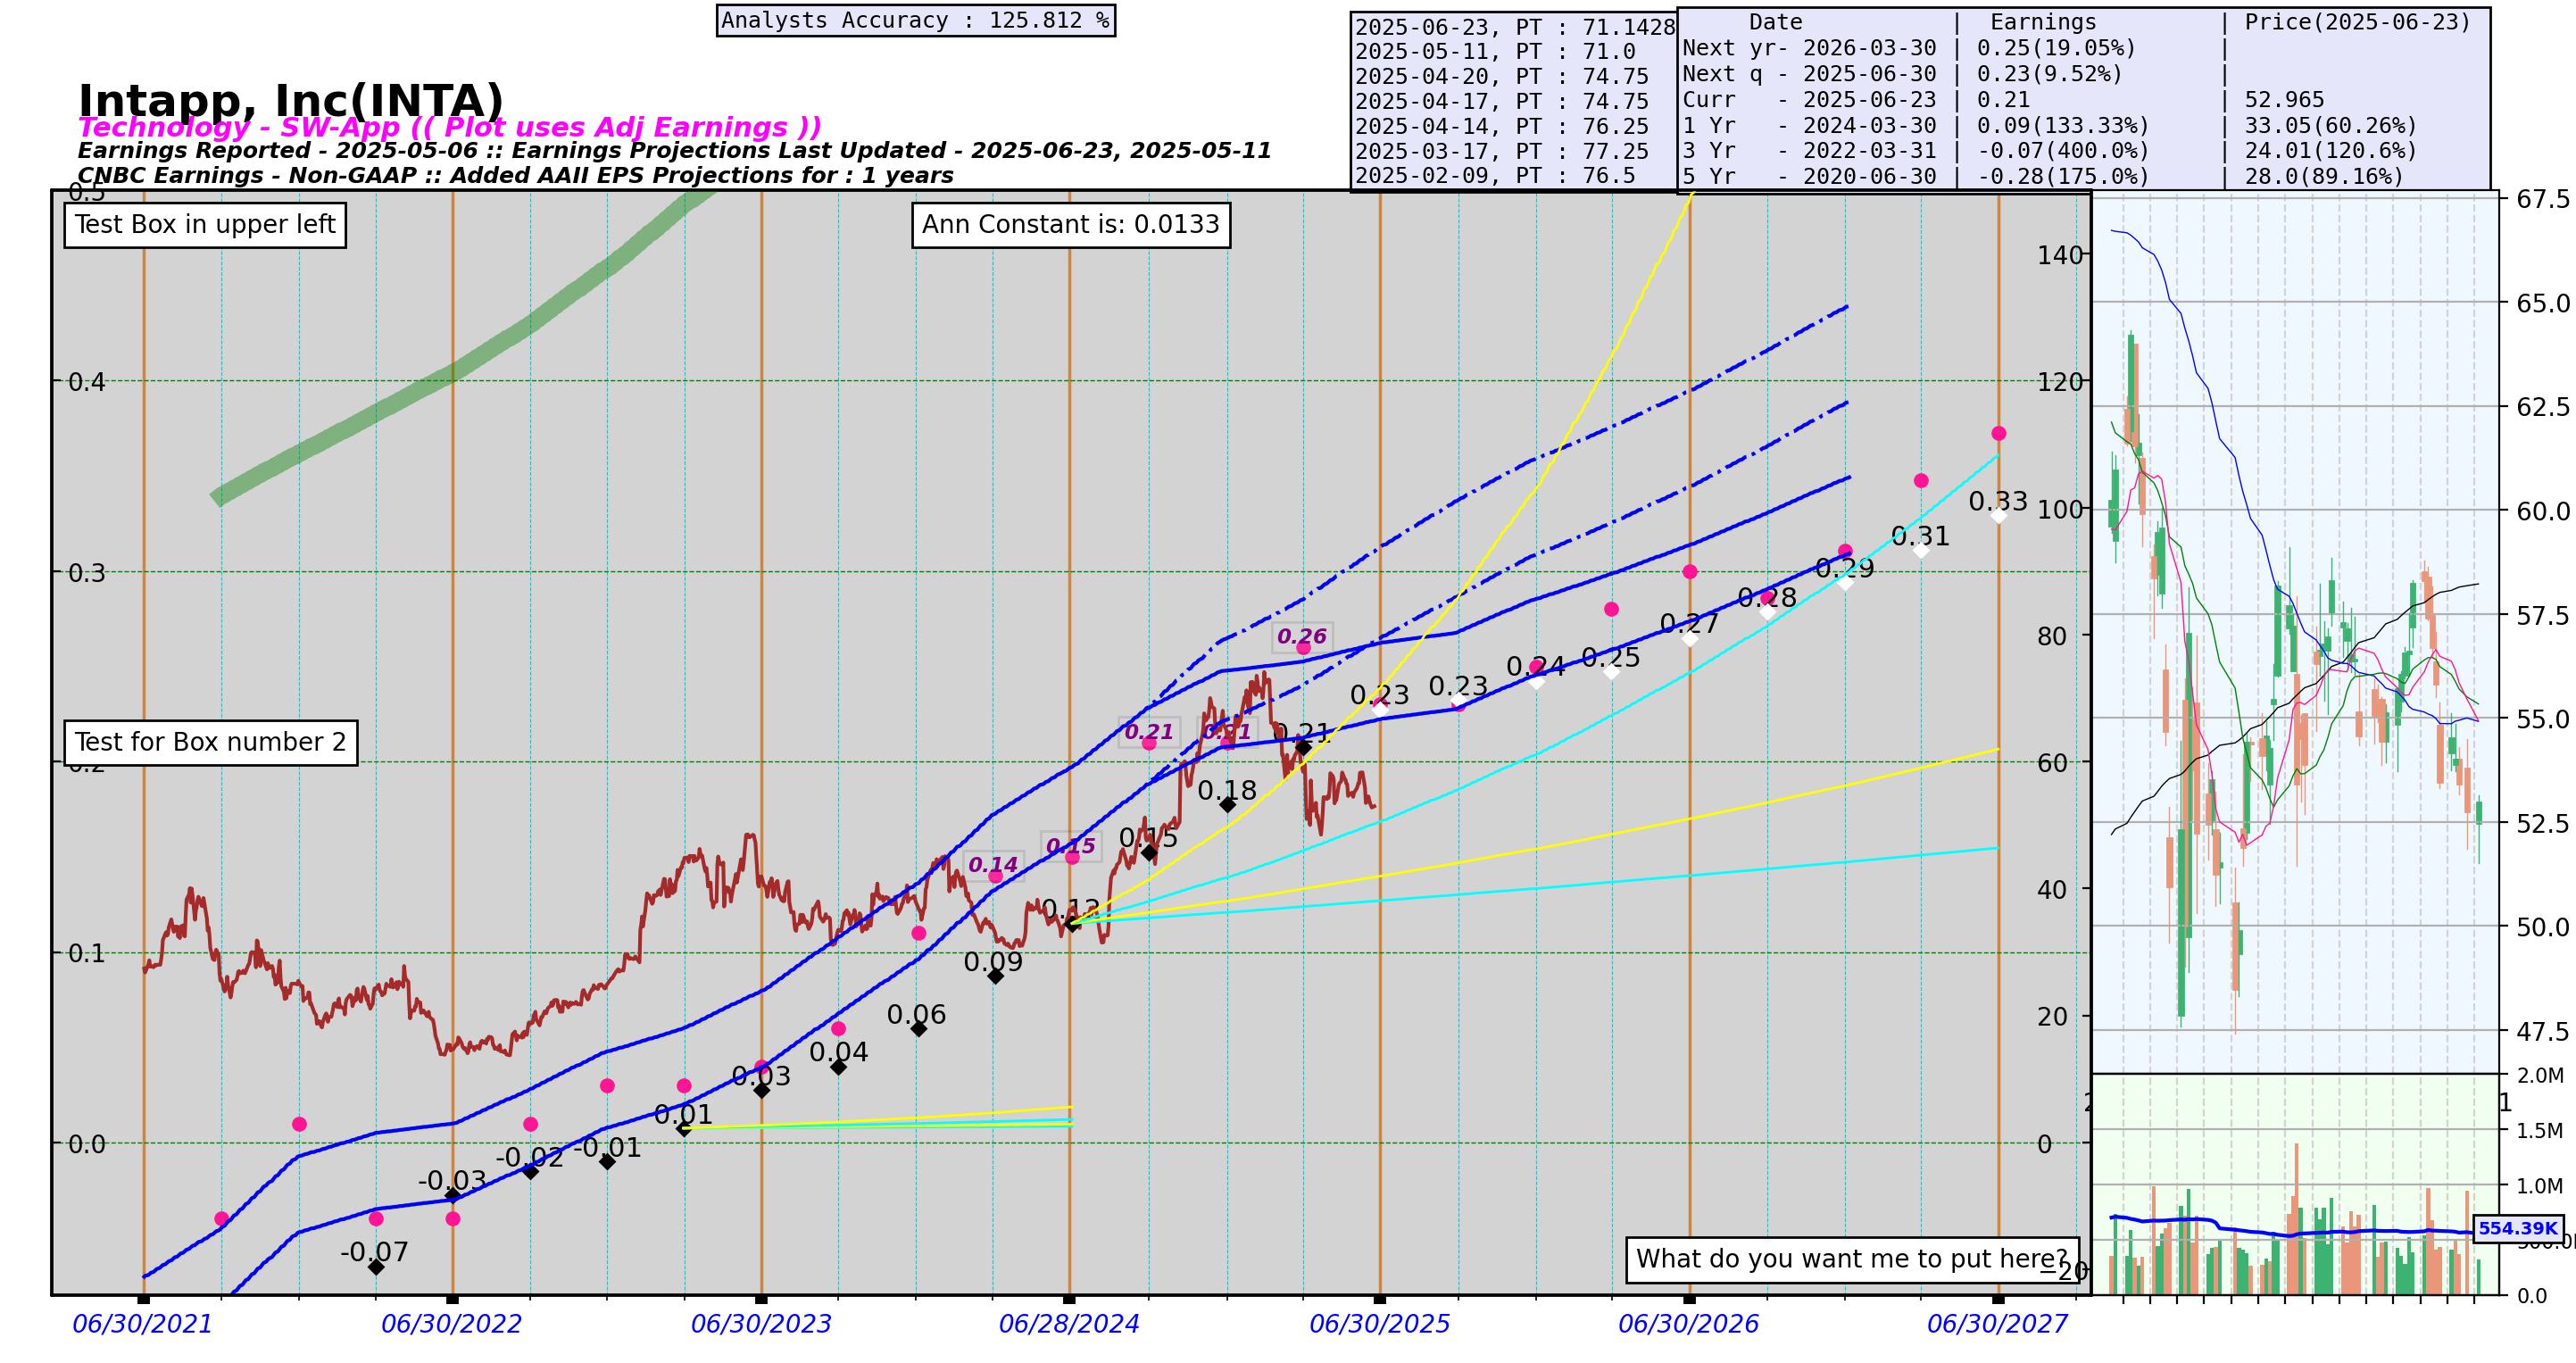 Analysts Accuracy : 125.812 %
2025-06-23, PT : 71.1428
2025-05-11, PT : 71.0
2025-04-20, PT : 74.75
2025-04-17, PT : 74.75
2025-04-14, PT : 76.25
2025-03-17, PT : 77.25
2025-02-09, PT : 76.5
Date | Earnings | Price(2025-06-23)
Next yr- 2026-03-30 | 0.25(19.05%) |
Next q - 2025-06-30 | 0.23(9.52%) |
Curr - 2025-06-23 | 0.21 | 52.965
1 Yr - 2024-03-30 | 0.09(133.33%) | 33.05(60.26%)
3 Yr - 2022-03-31 | -0.07(400.0%) | 24.01(120.6%)
5 Yr - 2020-06-30 | -0.28(175.0%) | 28.0(89.16%)
Intapp, Inc(INTA)
Technology - SW-App (( Plot uses Adj Earnings ))
Earnings Reported - 2025-05-06 :: Earnings Projections Last Updated - 2025-06-23, 2025-05-11
CNBC Earnings - Non-GAAP :: Added AAII EPS Projections for : 1 years
0.5
0.4
0.3
0.2
0.1
0.0
Test Box in upper left
Ann Constant is: 0.0133
Test for Box number 2
-0.07
-0.03
-0.02
-0.01
0.01
0.03
0.04
0.06
0.09
0.14
0.15
0.12
0.15
0.21
0.18
0.21
0.21
0.26
0.23
0.23
0.24
0.25
0.27
0.28
0.29
0.31
0.33
140
120
100
80
60
40
20
0
−20
What do you want me to put here?
67.5
65.0
62.5
60.0
57.5
55.0
52.5
50.0
47.5
2.0M
1.5M
1.0M
0.0
554.39K
06/30/2021
06/30/2022
06/30/2023
06/28/2024
06/30/2025
06/30/2026
06/30/2027